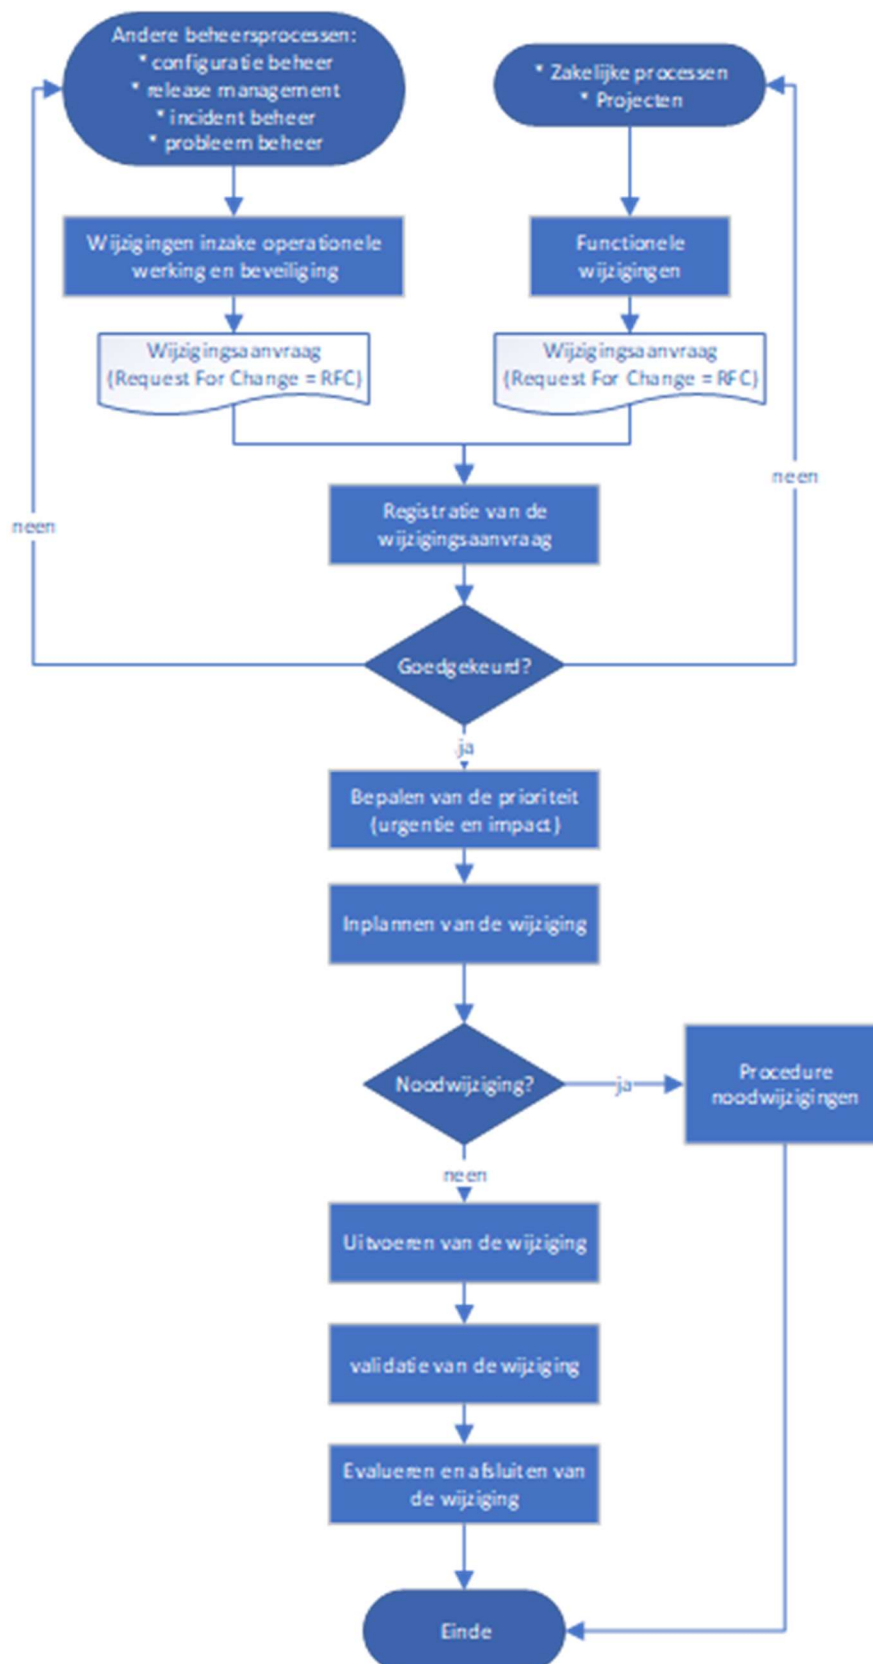 Andere beheersprocessen:
* configuratie beheer
* release management
* incident beheer
* probleem beheer
* Zakelijke processen
* Projecten
Wijzigingen inzake operationele
werking en beveiliging
Functionele
wijzigingen
Wijzigingsaanvraag
(Request For Change = RFC)
Wijzigingsaanvraag
(Request For Change = RFC)
neen
neen
Registratie van de
wijzigingsaanvraag
Goedgekeurd?
ja
Bepalen van de prioriteit
(urgentie en impact)
Inplannen van de wijziging
Noodwijziging?
ja
Procedure
noodwijzigingen
neen
Uitvoeren van de wijziging
validatie van de wijziging
Evalueren en afsluiten van
de wijziging
Einde